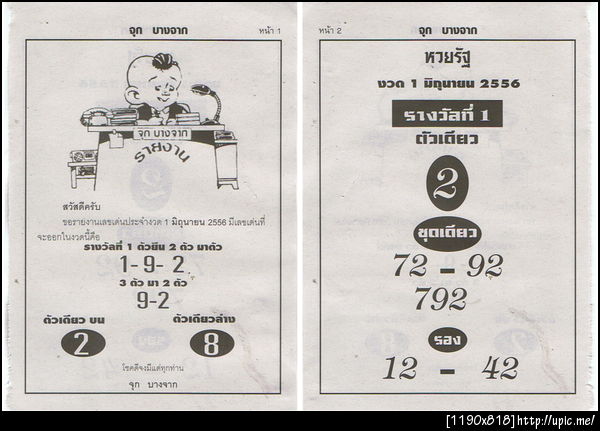 จุก บางจาก
หน้า 1
จุก บางจาก
รายงาน
สวัสดีครับ
ขอรายงานเลขเด่นประจำงวด 1 มิถุนายน 2556 มีเลขเด่นที่
จะออกในงวดนี้คือ
รางวัลที่ 1 ตัวยืน 2 ตัว มาตัว
1-9-2
3 ตัว มา 2 ตัว
9-2
ตัวเดียว บน ตัวเดียวล่าง
2 8
โชคดีจงมีแด่ทุกท่าน
จุก บางจาก
หน้า 2
จุก บางจาก
หวยรัฐ
งวด 1 มิถุนายน 2556
รางวัลที่ 1
ตัวเดียว
2
ชุดเดียว
72 - 92
792
รอง
12 - 42
[1190x818]http://upic.me/